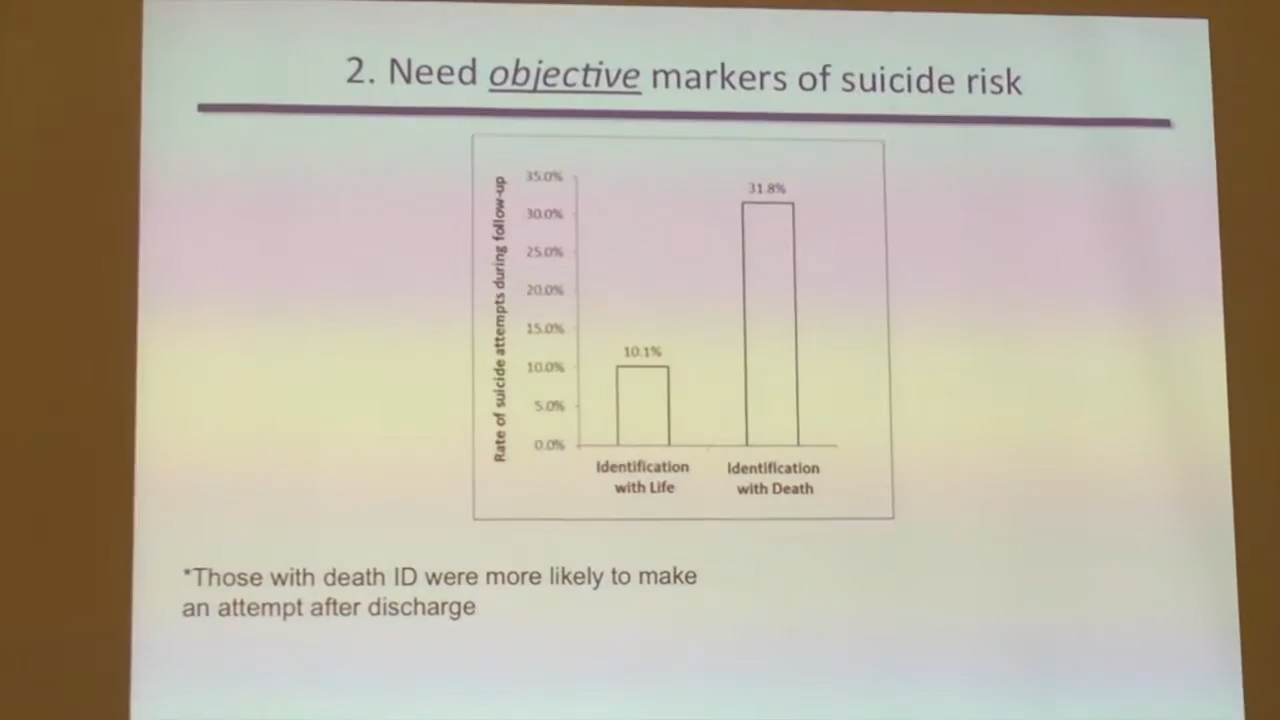 2. Need objective markers of suicide risk
Rate of suicide attempts during follow-up
35.0%
30.0%
25.0%
20.0%
15.0%
10.0%
5.0%
0.0%
10.1%
31.8%
Identification
with Life
Identification
with Death
*Those with death ID were more likely to make
an attempt after discharge